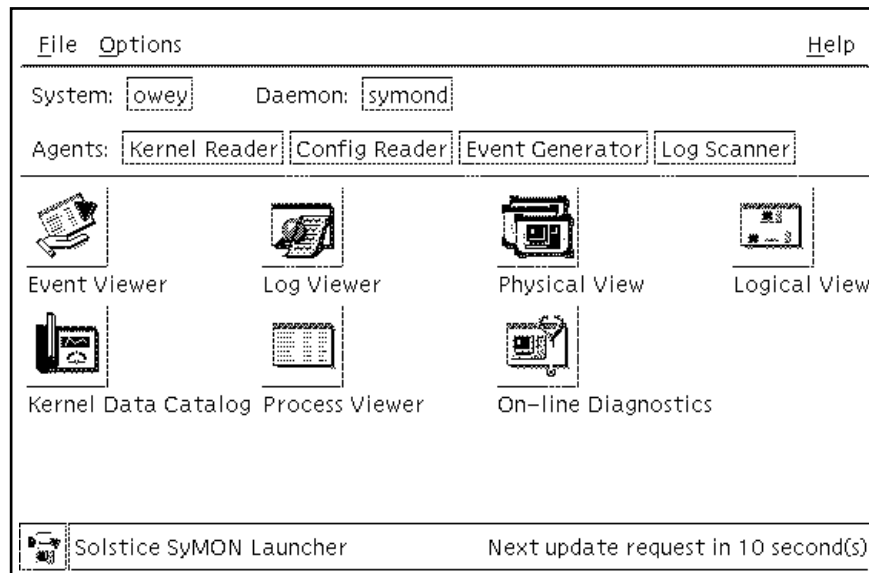 File Options Help
System: owey Daemon: symond
Agents: Kernel Reader Config Reader Event Generator Log Scanner
Event Viewer Log Viewer Physical View Logical View
Kernel Data Catalog Process Viewer On-line Diagnostics
Solstice SyMON Launcher Next update request in 10 second(s)